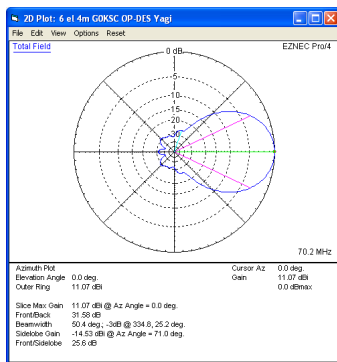 2D Plot: 6 el 4m G0KSC OP-DES Yagi
File Edit View Options Reset
Total Field
EZNEC Pro/4
0 dB
-5
-10
-15
-20
-30
70.2 MHz
Azimuth Plot
Cursor Az 0.0 deg.
Elevation Angle 0.0 deg.
Gain 11.07 dBi
Outer Ring 11.07 dBi
0.0 dBmax
Slice Max Gain 11.07 dBi @ Az Angle = 0.0 deg.
Front/Back 31.58 dB
Beamwidth 50.4 deg.; -3dB @ 334.8, 25.2 deg.
Sidelobe Gain -14.53 dBi @ Az Angle = 71.0 deg.
Front/Sidelobe 25.6 dB